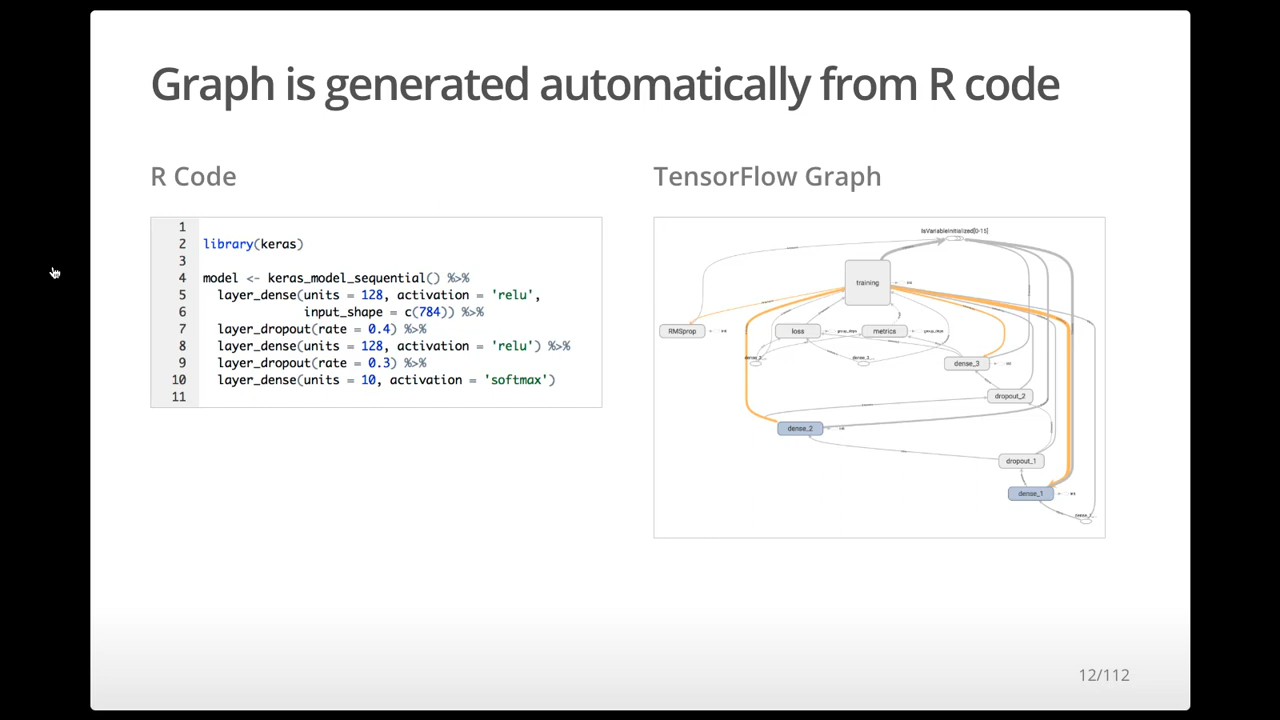 Graph is generated automatically from R code
R Code
1
2 library(keras)
3
4 model <- keras_model_sequential() %>%
5 layer_dense(units = 128, activation = 'relu',
6 input_shape = c(784)) %>%
7 layer_dropout(rate = 0.4) %>%
8 layer_dense(units = 128, activation = 'relu') %>%
9 layer_dropout(rate = 0.3) %>%
10 layer_dense(units = 10, activation = 'softmax')
11
TensorFlow Graph
IsVariableInitialized[0-15]
training
RMSprop
loss
metrics
dense_3
dropout_2
dense_2
dropout_1
dense_1
12/112